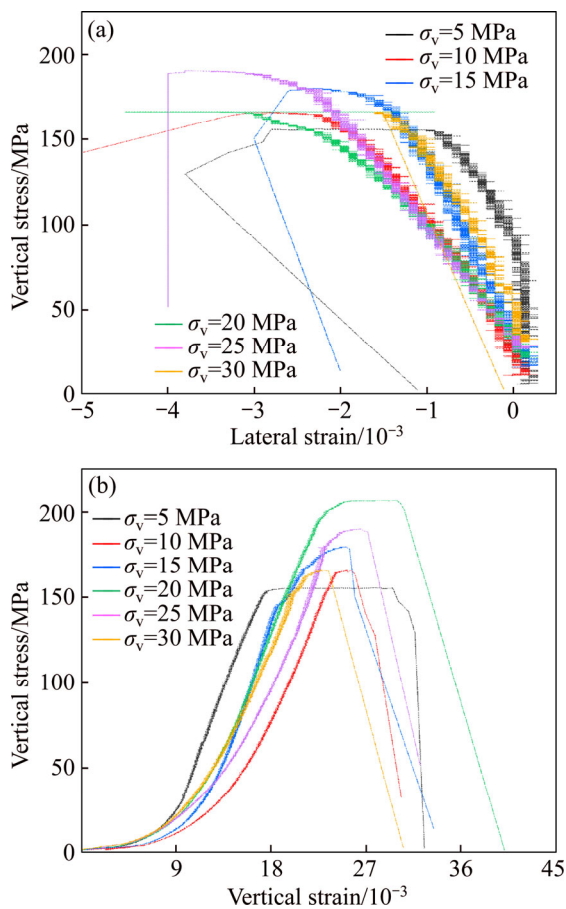 (a)
σv=5 MPa
σv=10 MPa
σv=15 MPa
σv=20 MPa
σv=25 MPa
σv=30 MPa
Vertical stress/MPa
200
150
100
50
0
−5 −4 −3 −2 −1 0
Lateral strain/10⁻³
(b)
σv=5 MPa
σv=10 MPa
σv=15 MPa
σv=20 MPa
σv=25 MPa
σv=30 MPa
Vertical stress/MPa
200
150
100
50
0
9 18 27 36 45
Vertical strain/10⁻³